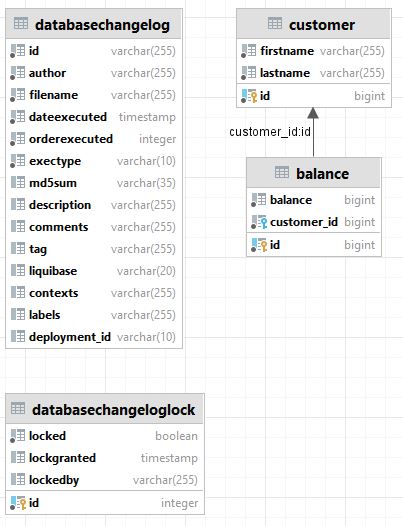 databasechangelog
id varchar(255)
author varchar(255)
filename varchar(255)
dateexecuted timestamp
orderexecuted integer
exectype varchar(10)
md5sum varchar(35)
description varchar(255)
comments varchar(255)
tag varchar(255)
liquibase varchar(20)
contexts varchar(255)
labels varchar(255)
deployment_id varchar(10)
customer
firstname varchar(255)
lastname varchar(255)
id bigint
customer_id:id
balance
balance bigint
customer_id bigint
id bigint
databasechangeloglock
locked boolean
lockgranted timestamp
lockedby varchar(255)
id integer